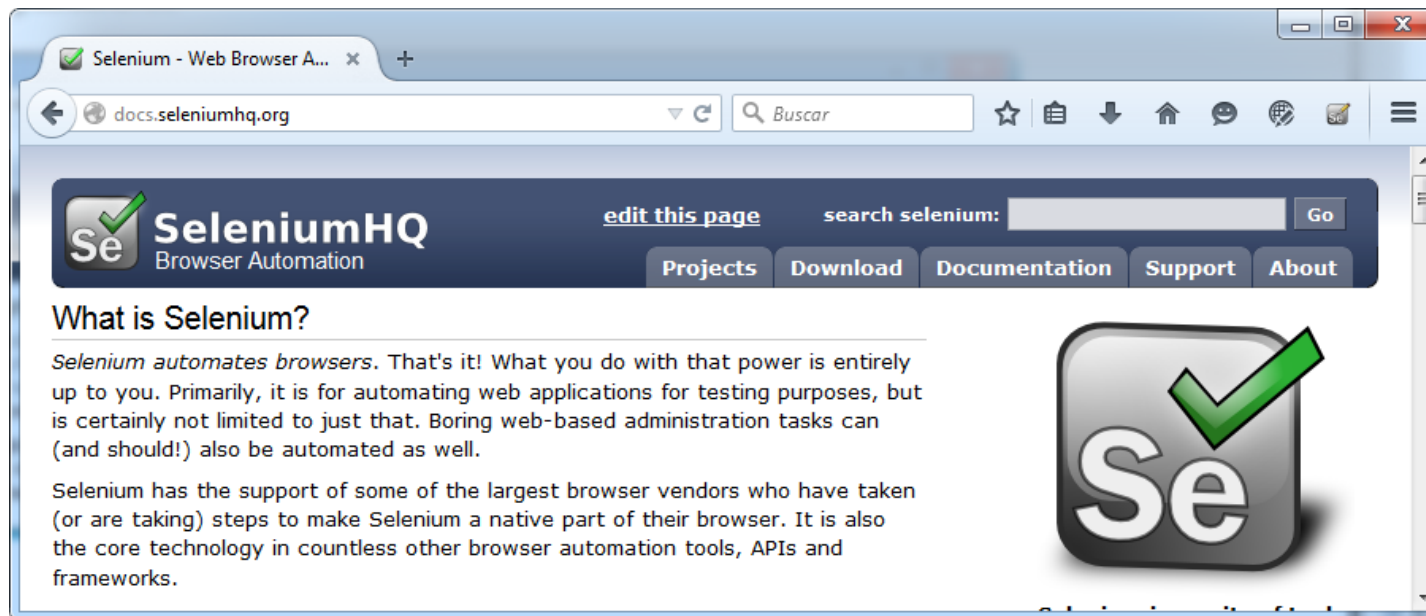 Selenium - Web Browser A...
docs.seleniumhq.org
Buscar
Se
SeleniumHQ
Browser Automation
edit this page
search selenium:
Go
Projects
Download
Documentation
Support
About
What is Selenium?
Selenium automates browsers. That's it! What you do with that power is entirely
up to you. Primarily, it is for automating web applications for testing purposes, but
is certainly not limited to just that. Boring web-based administration tasks can
(and should!) also be automated as well.
Selenium has the support of some of the largest browser vendors who have taken
(or are taking) steps to make Selenium a native part of their browser. It is also
the core technology in countless other browser automation tools, APIs and
frameworks.
Se